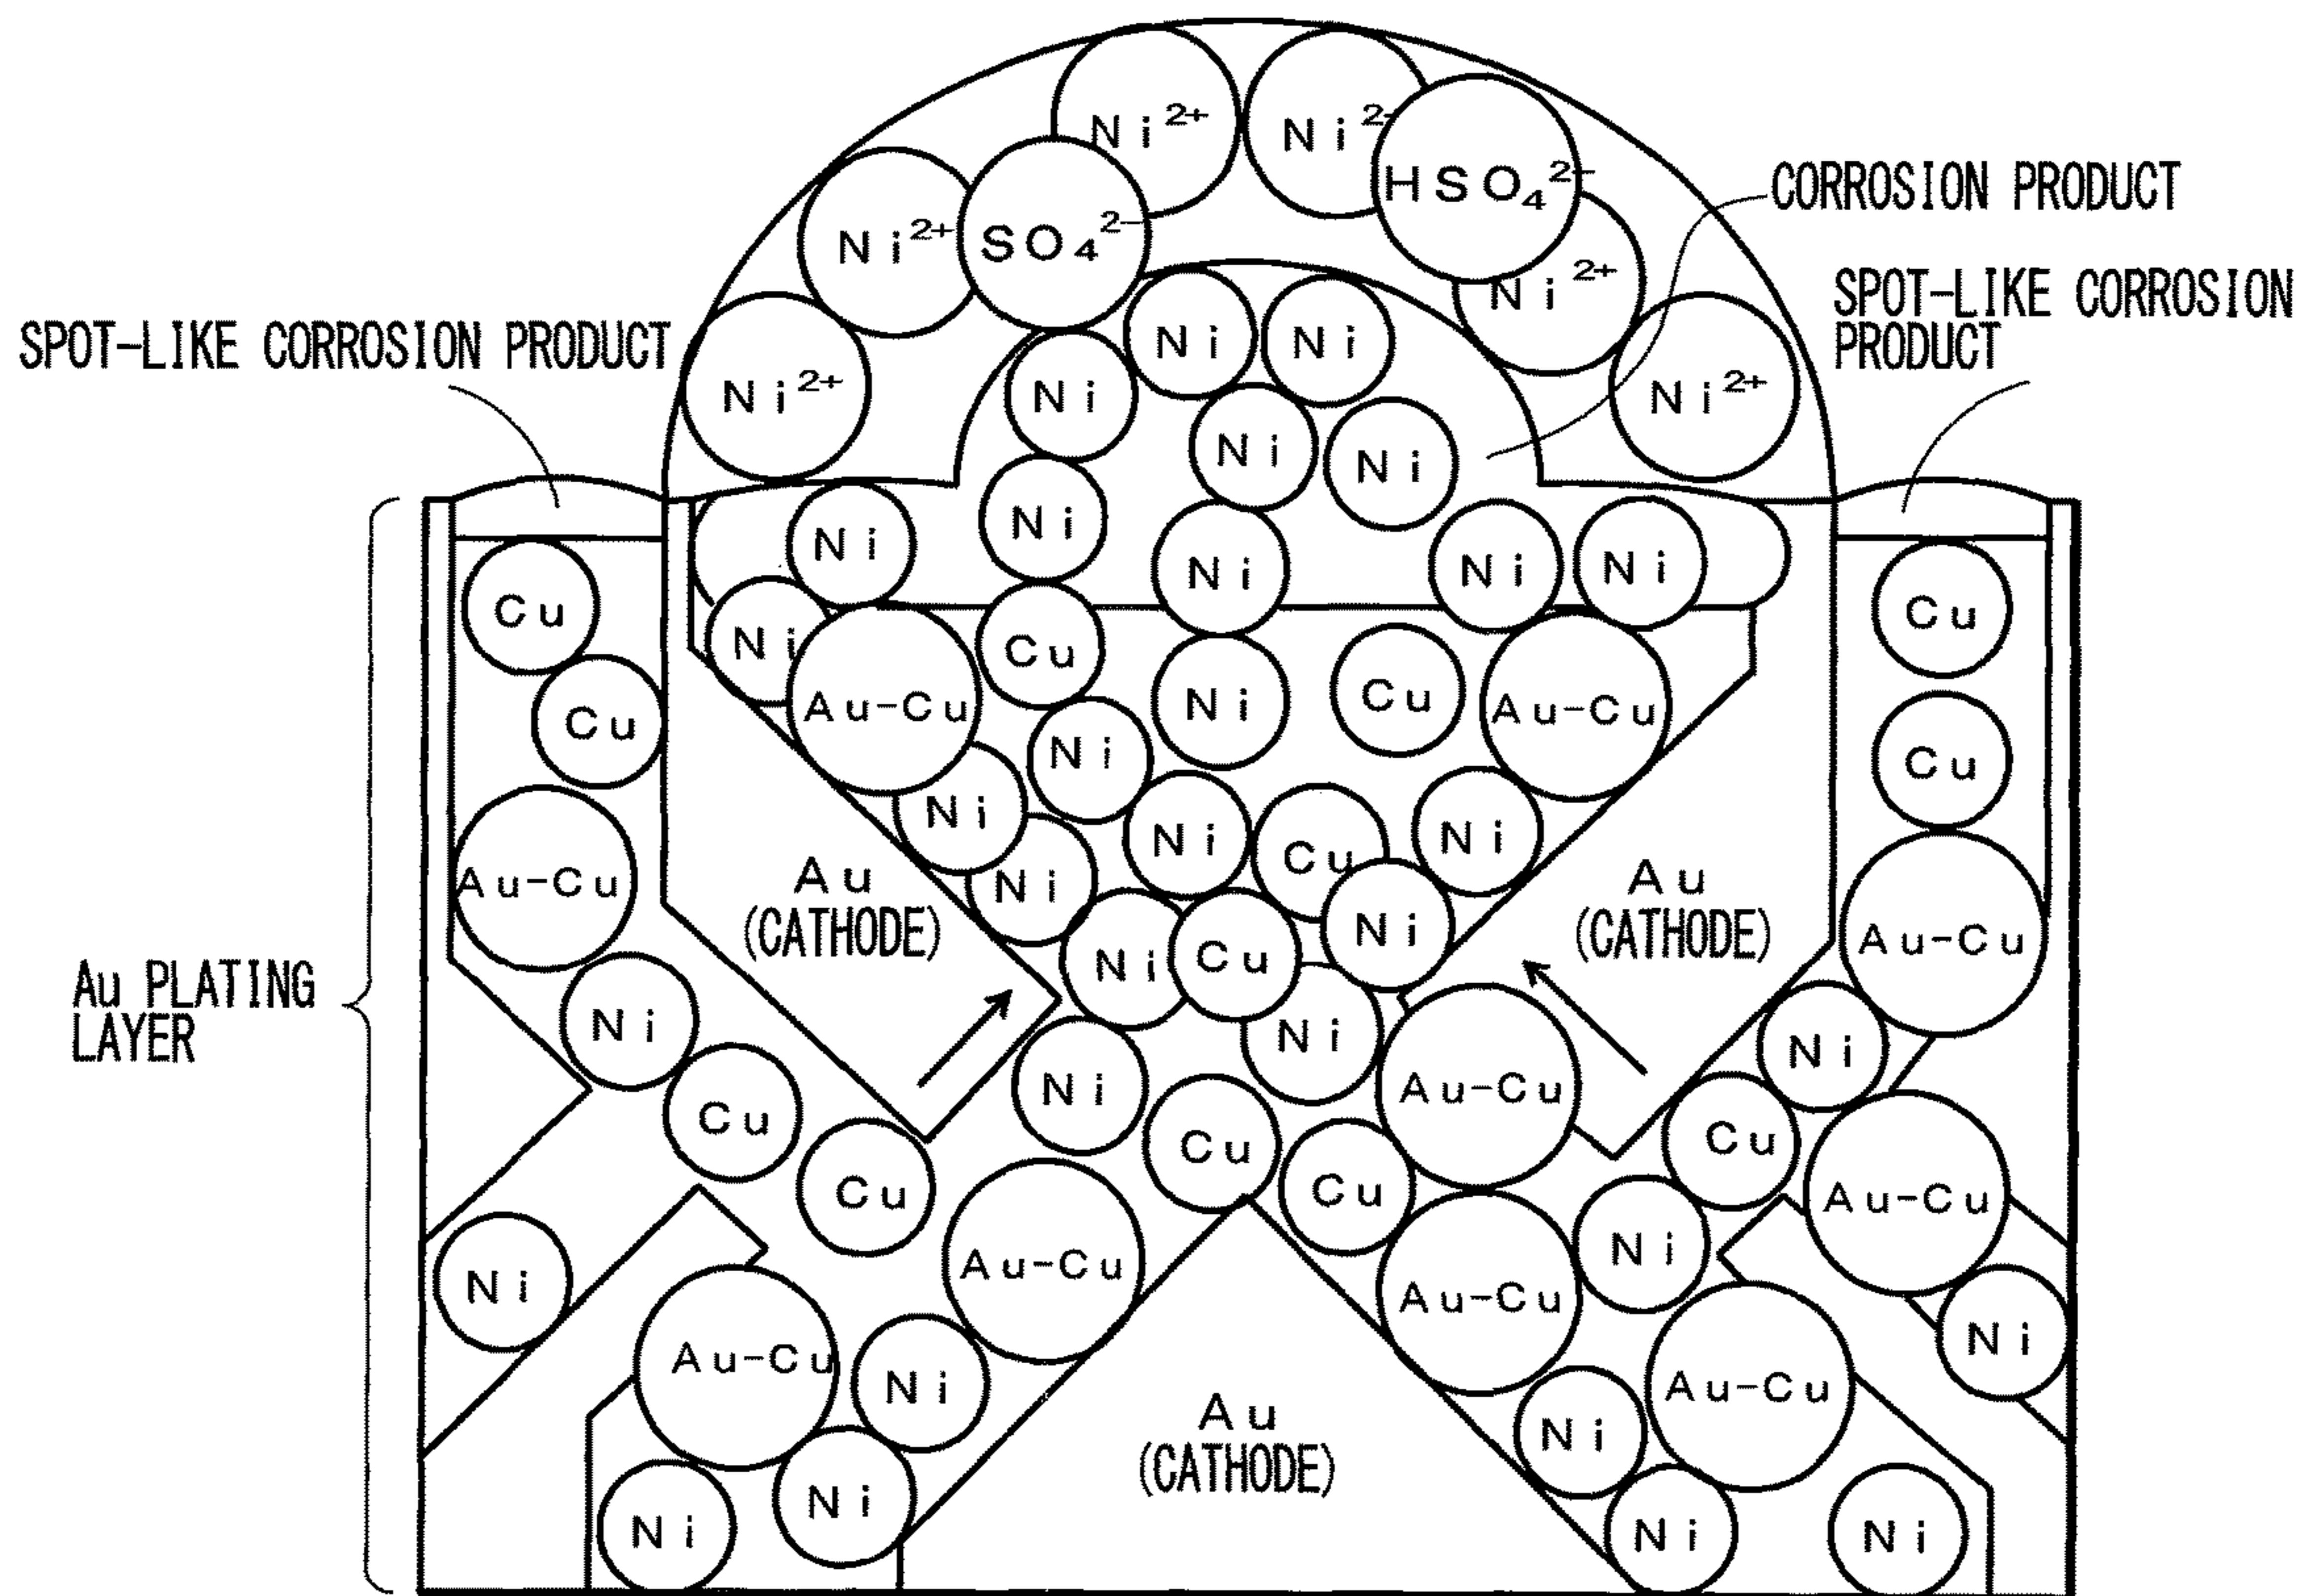 Ni2+
Ni2-
HSO42-
Ni2+
SO42-
Ni2+
CORROSION PRODUCT
SPOT-LIKE CORROSION
PRODUCT
SPOT-LIKE CORROSION PRODUCT
Ni
Ni
Ni2+
Ni
Ni2+
Ni
Ni
Ni
Ni
Ni
Ni
Ni
Cu
Cu
Ni
Cu
Cu
Ni
Cu
Au-Cu
Au-Cu
Cu
Ni
Cu
Ni
Ni
Cu
Ni
Au-Cu
Au
(CATHODE)
Ni
Au
(CATHODE)
Ni
Ni
Cu
Au-Cu
Au PLATING
LAYER
Ni
Ni
Ni
Cu
Ni
Au-Cu
Cu
Cu
Cu
Cu
Au-Cu
Ni
Au-Cu
Ni
Au-Cu
Ni
Au-Cu
Ni
Au-Cu
Au
(CATHODE)
Ni
Ni
Ni
Ni
Ni